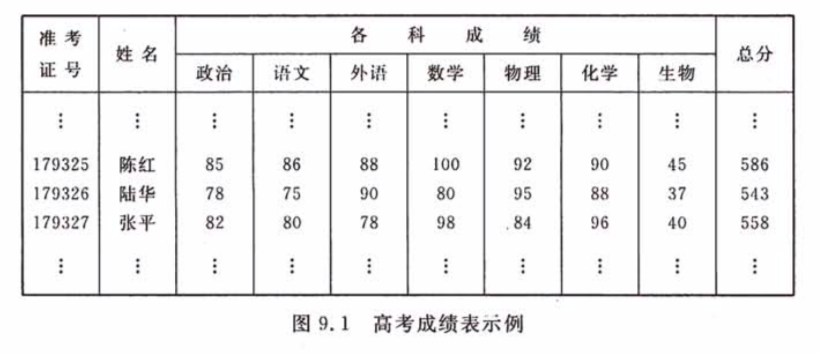 准考证号 姓名 各科成绩 总分
政治 语文 外语 数学 物理 化学 生物
⋮ ⋮ ⋮ ⋮ ⋮ ⋮ ⋮ ⋮ ⋮ ⋮
179325 陈红 85 86 88 100 92 90 45 586
179326 陆华 78 75 90 80 95 88 37 543
179327 张平 82 80 78 98 84 96 40 558
⋮ ⋮ ⋮ ⋮ ⋮ ⋮ ⋮ ⋮ ⋮ ⋮
图 9.1 高考成绩表示例